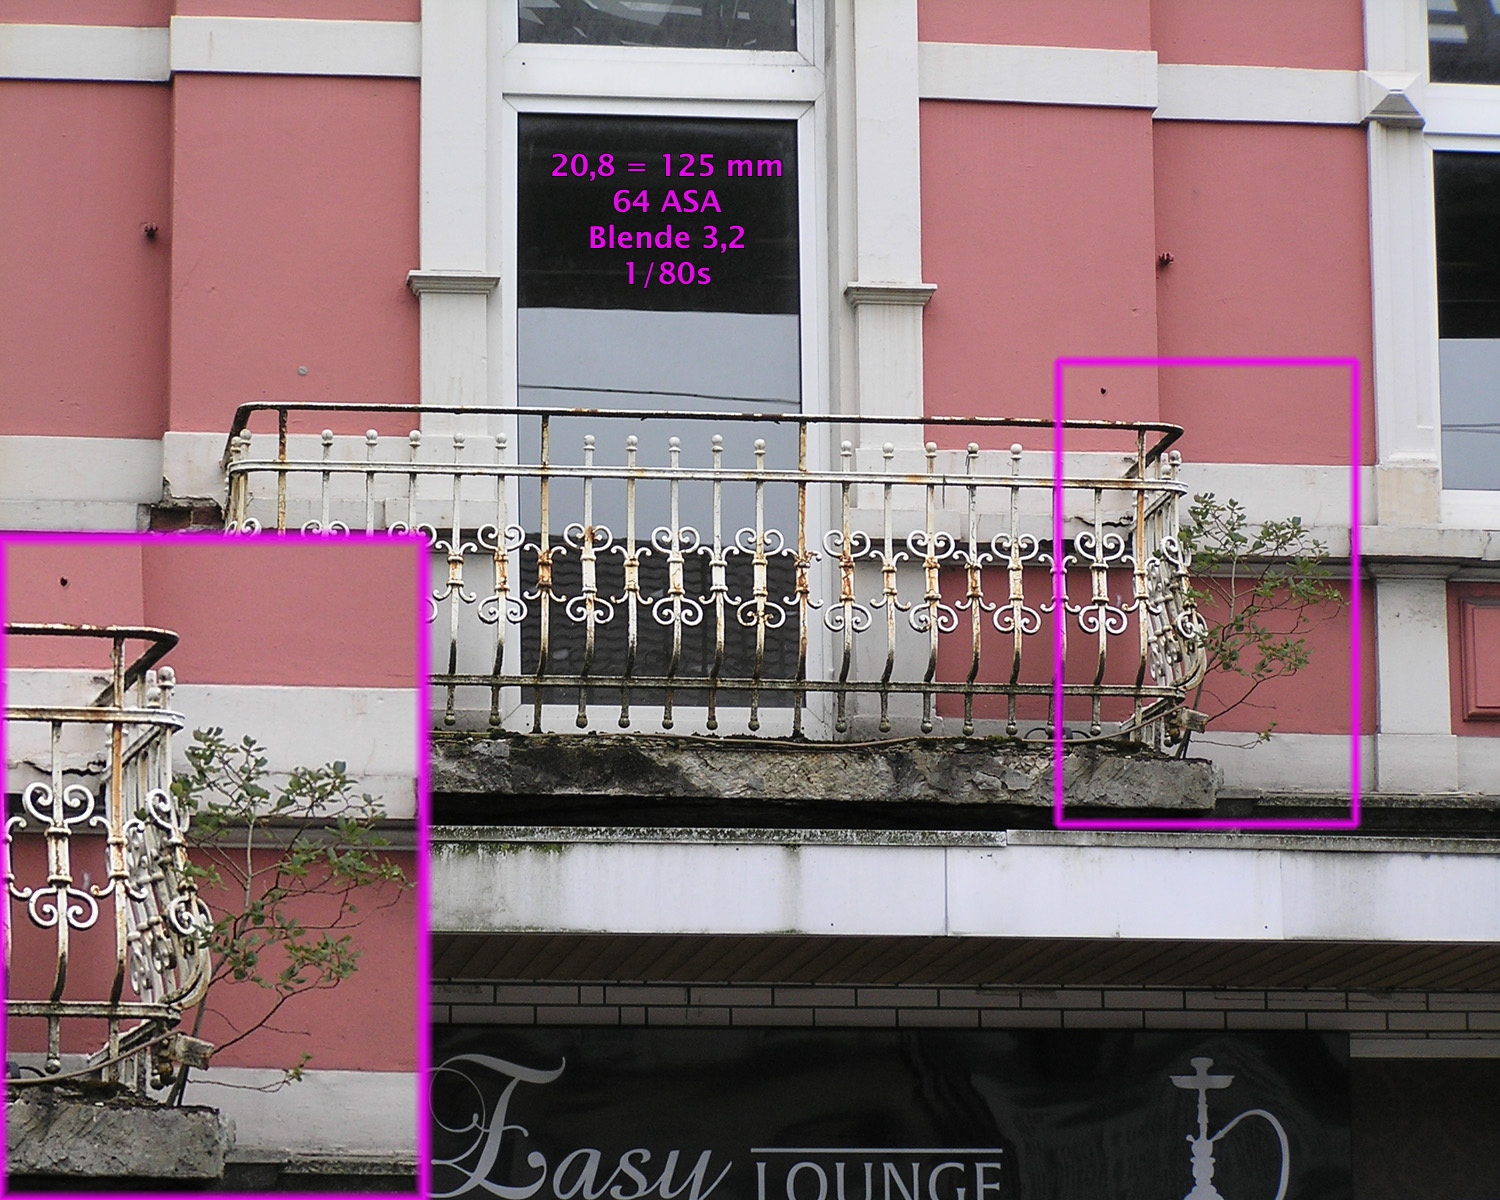 20,8 = 125 mm
64 ASA
Blende 3,2
1/80s
Easy LOUNGE